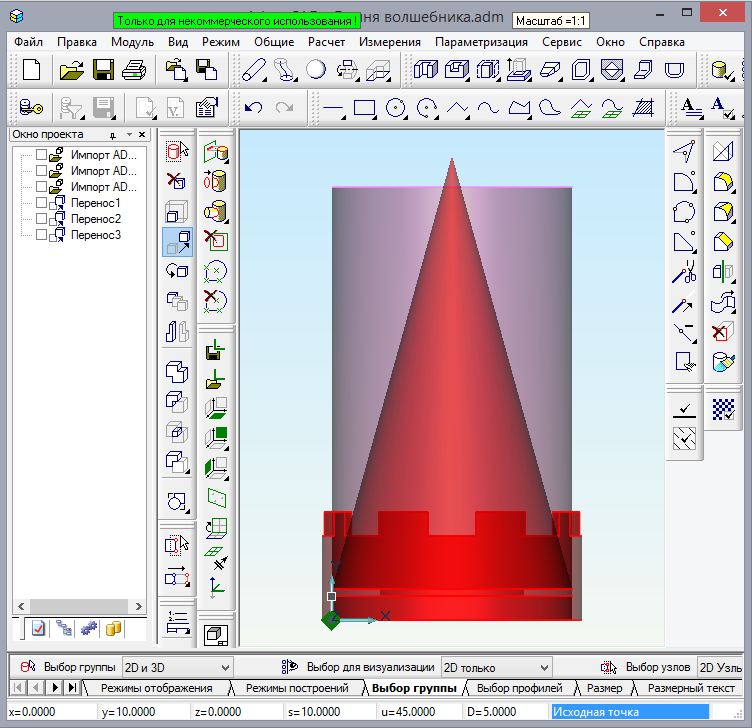 Только для некоммерческого использования !
ня волшебника.adm
Масштаб =1:1
Файл Правка Модуль Вид Режим Общие Расчет Измерения Параметризация Сервис Окно Справка
Окно проекта
Импорт AD...
Импорт AD...
Импорт AD...
Перенос1
Перенос2
Перенос3
X
Выбор группы 2D и 3D Выбор для визуализации 2D только Выбор узлов 2D Узль
Режимы отображения Режимы построений Выбор группы Выбор профилей Размер Размерный текст
x=0.0000 y=10.0000 z=0.0000 s=10.0000 u=45.0000 D=5.0000 Исходная точка